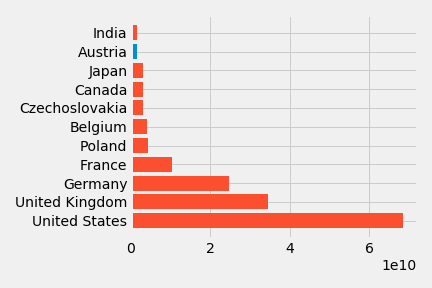 India
Austria
Japan
Canada
Czechoslovakia
Belgium
Poland
France
Germany
United Kingdom
United States
0 2 4 6
1e10